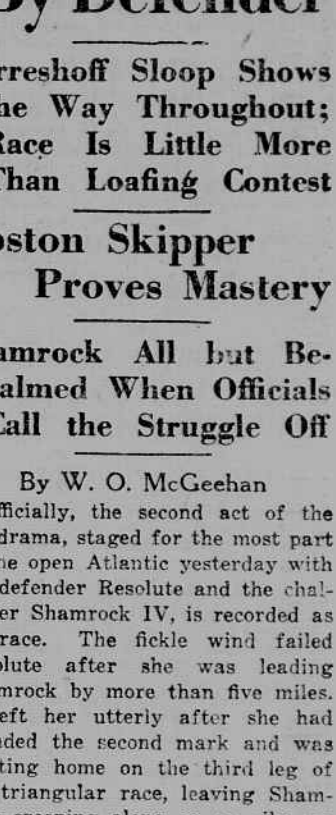 By Defender
rreshoff Sloop Shows
he Way Throughout;
Race Is Little More
Than Loafing Contest
oston Skipper
Proves Mastery
amrock All but Be-
almed When Officials
Call the Struggle Off
By W. O. McGeehan
fficially, the second act of the
drama, staged for the most part
he open Atlantic yesterday with
defender Resolute and the chal-
er Shamrock IV, is recorded as
race. The fickle wind failed
olute after she was leading
mrock by more than five miles.
eft her utterly after she had
nded the second mark and was
ting home on the third leg of
triangular race, leaving Sham-